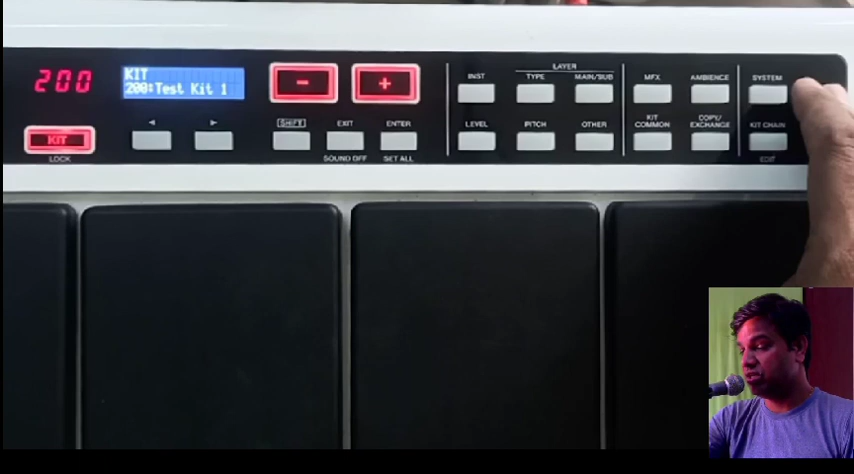 200
KIT
200:Test Kit 1
-
+
KIT
LOCK
SHIFT
EXIT
ENTER
SOUND OFF
SET ALL
INST
LAYER
TYPE
MAIN/SUB
LEVEL
PITCH
OTHER
MFX
AMBIENCE
KIT
COMMON
COPY/
EXCHANGE
SYSTEM
KIT CHAIN
EDIT